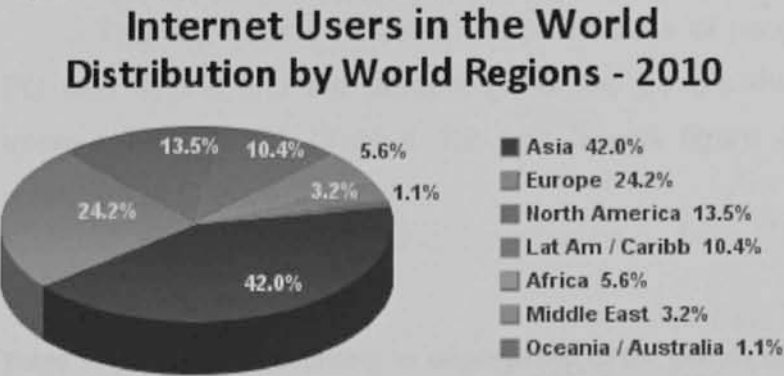 Internet Users in the World
Distribution by World Regions - 2010
13.5%
10.4%
5.6%
3.2%
1.1%
24.2%
42.0%
Asia 42.0%
Europe 24.2%
North America 13.5%
Lat Am / Caribb 10.4%
Africa 5.6%
Middle East 3.2%
Oceania / Australia 1.1%